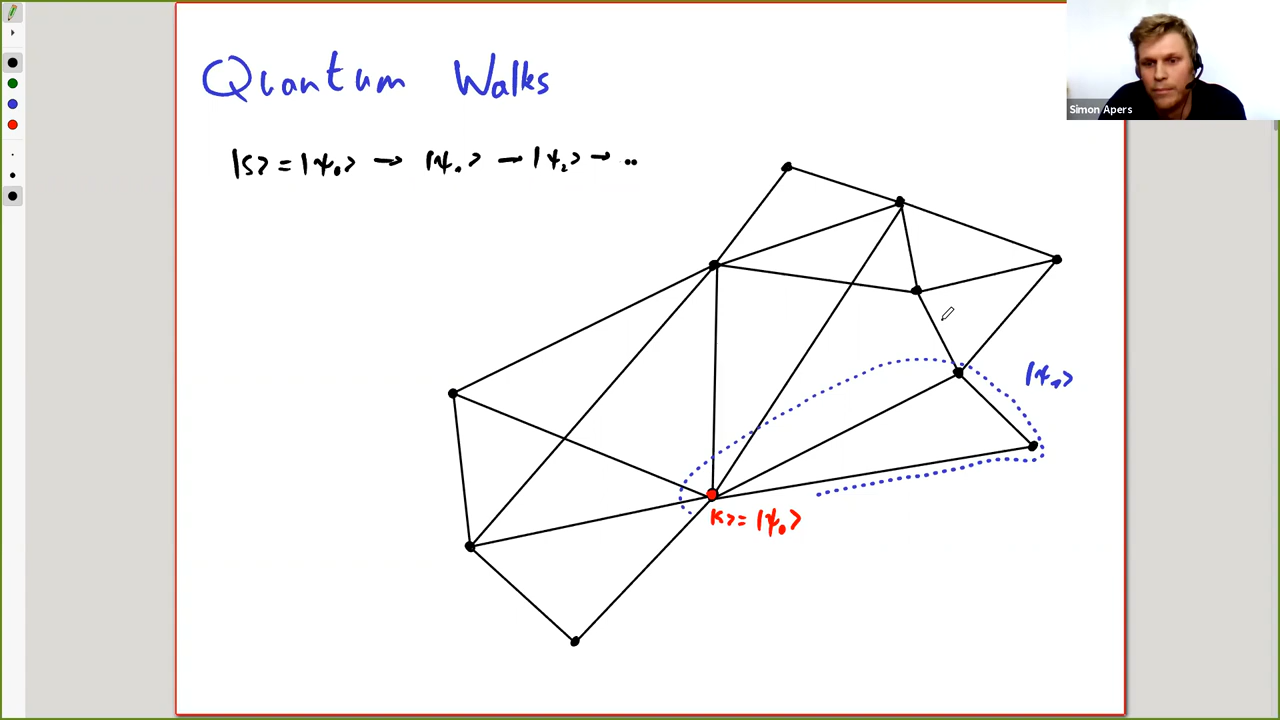 Quantum Walks
Simon Apers
|s> = |ψ₀> → |ψ₁> → |ψ₂> → ..
|ψ₁>
|s> = |ψ₀>